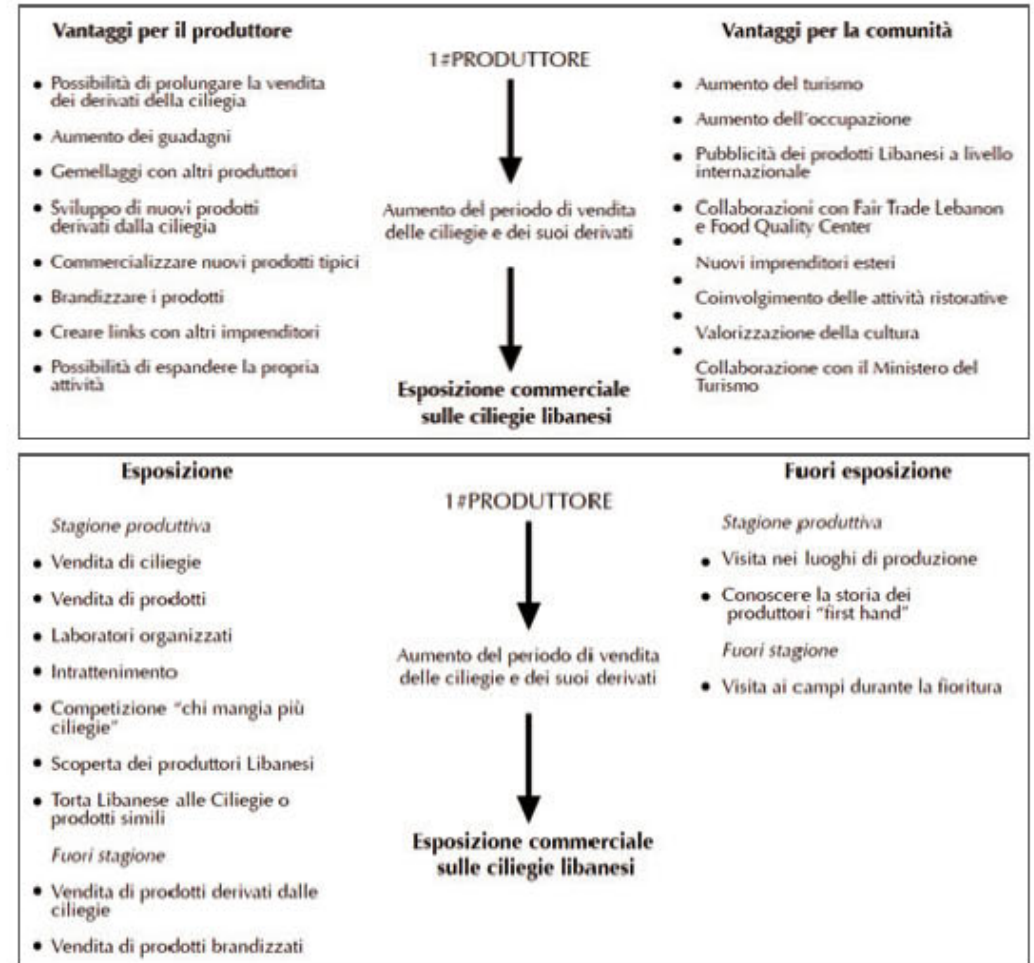 Vantaggi per il produttore
• Possibilità di prolungare la vendita
dei derivati della ciliegia
• Aumento dei guadagni
• Gemellaggi con altri produttori
• Sviluppo di nuovi prodotti
derivati dalla ciliegia
• Commercializzare nuovi prodotti tipici
• Brandizzare i prodotti
• Creare links con altri imprenditori
• Possibilità di espandere la propria
attività
1#PRODUTTORE
Aumento del periodo di vendita
delle ciliegie e dei suoi derivati
Esposizione commerciale
sulle ciliegie libanesi
Vantaggi per la comunità
• Aumento del turismo
• Aumento dell'occupazione
• Pubblicità dei prodotti Libanesi a livello
internazionale
• Collaborazioni con Fair Trade Lebanon
e Food Quality Center
• Nuovi imprenditori esteri
• Coinvolgimento delle attività ristorative
• Valorizzazione della cultura
• Collaborazione con il Ministero del
Turismo
Esposizione
Stagione produttiva
• Vendita di ciliegie
• Vendita di prodotti
• Laboratori organizzati
• Intrattenimento
• Competizione "chi mangia più
ciliegie"
• Scoperta dei produttori Libanesi
• Torta Libanese alle Ciliegie o
prodotti simili
Fuori stagione
• Vendita di prodotti derivati dalle
ciliegie
• Vendita di prodotti brandizzati
1#PRODUTTORE
Aumento del periodo di vendita
delle ciliegie e dei suoi derivati
Esposizione commerciale
sulle ciliegie libanesi
Fuori esposizione
Stagione produttiva
• Visita nei luoghi di produzione
• Conoscere la storia dei
produttori "first hand"
Fuori stagione
• Visita ai campi durante la fioritura